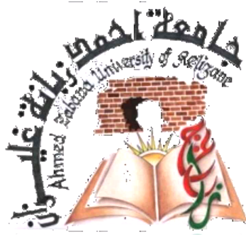 جامعة احمد زبانة غليزان
Ahmed Zabana University of Relizane